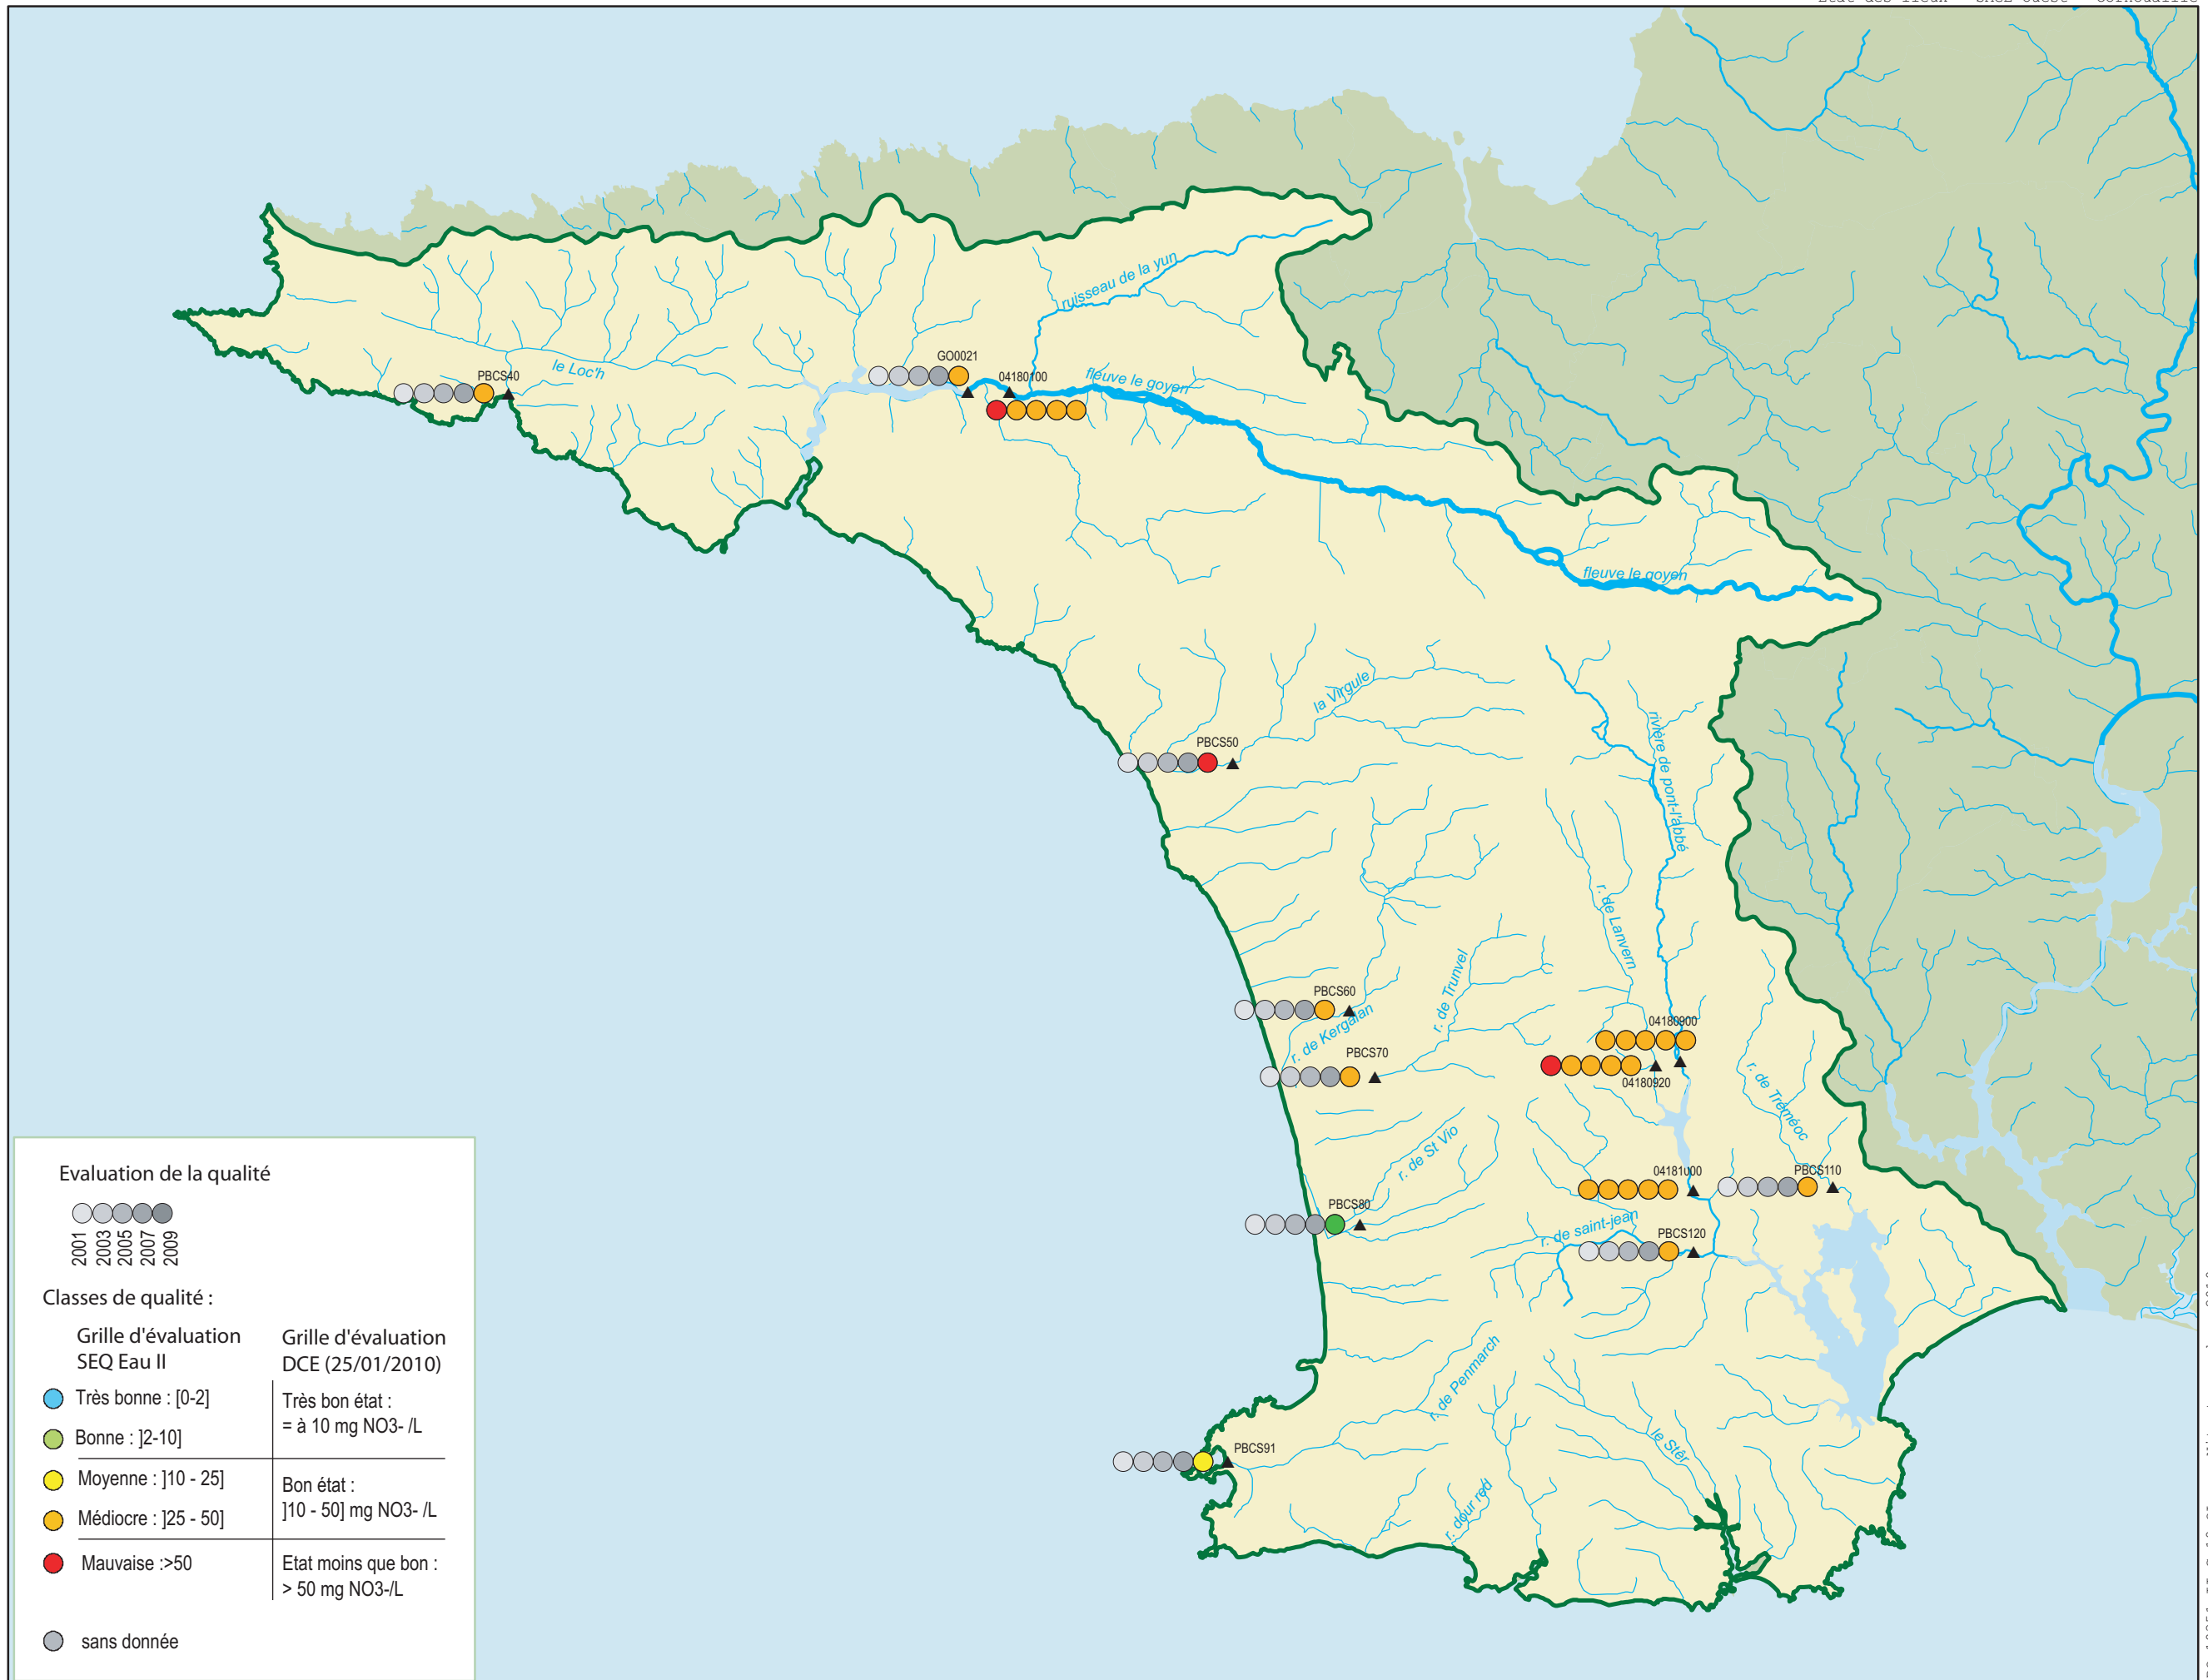 ruisseau de la yun
GO0021
04180100
fleuve le goyen
PBCS40
le Loc'h
fleuve le goyen
la Virgule
rivière de pont-l'abbé
PBCS50
r. de Lanvern
r. de Trunvel
PBCS60
r. de Kergalan
PBCS70
04180900
04180920
r. de Tréméoc
r. de St Vio
PBCS80
04181000
PBCS110
r. de saint-jean
PBCS120
r. de Penmarch
PBCS91
le Stêr
r. dour red
Evaluation de la qualité
2001
2003
2005
2007
2009
Classes de qualité :
Grille d'évaluation
SEQ Eau II
Grille d'évaluation
DCE (25/01/2010)
Très bonne : [0-2]
Bonne : ]2-10]
Très bon état :
= à 10 mg NO3- /L
Moyenne : ]10 - 25]
Médiocre : ]25 - 50]
Bon état :
]10 - 50] mg NO3- /L
Mauvaise :>50
Etat moins que bon :
> 50 mg NO3-/L
sans donnée